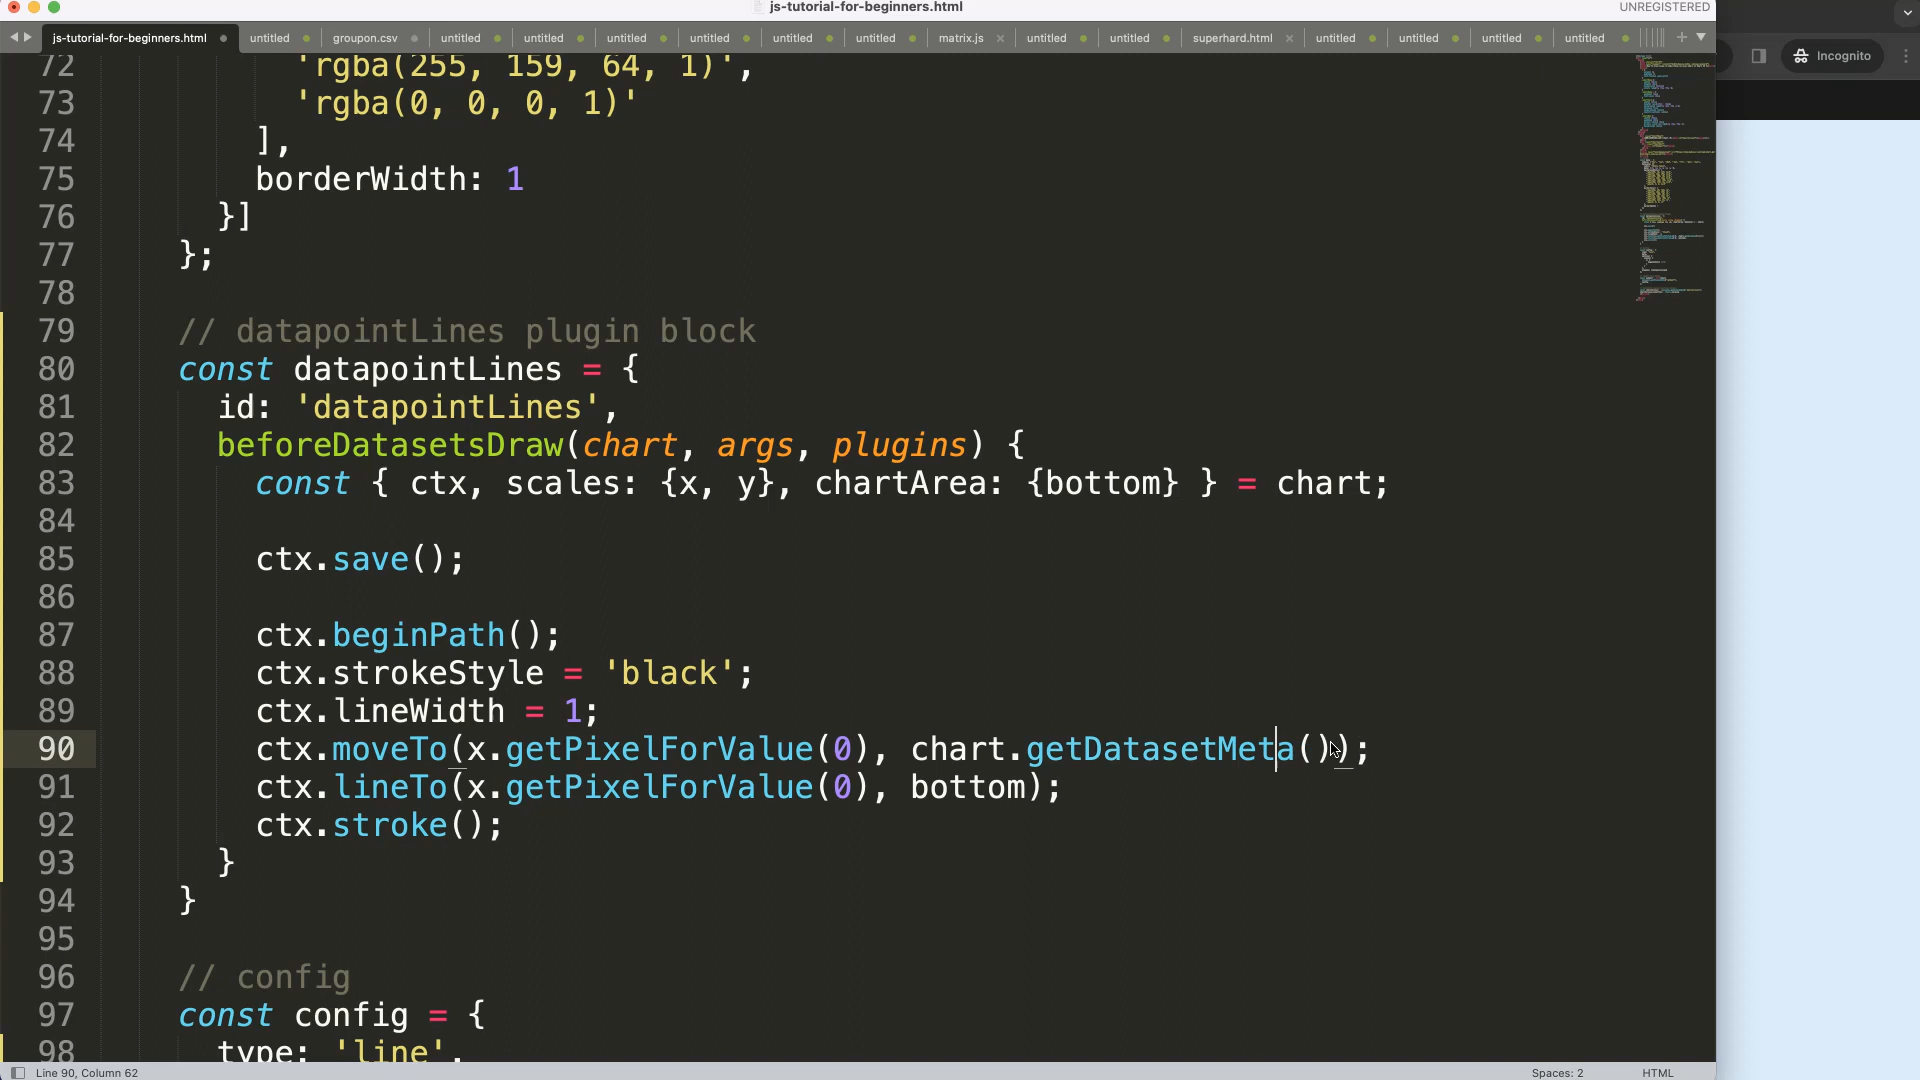 js-tutorial-for-beginners.html
UNREGISTERED
js-tutorial-for-beginners.html untitled groupon.csv untitled untitled untitled untitled untitled untitled matrix.js untitled untitled superhard.html untitled untitled untitled untitled
Incognito
72 'rgba(255, 159, 64, 1)',
73 'rgba(0, 0, 0, 1)'
74 ],
75 borderWidth: 1
76 }]
77 };
78
79 // datapointLines plugin block
80 const datapointLines = {
81 id: 'datapointLines',
82 beforeDatasetsDraw(chart, args, plugins) {
83 const { ctx, scales: {x, y}, chartArea: {bottom} } = chart;
84
85 ctx.save();
86
87 ctx.beginPath();
88 ctx.strokeStyle = 'black';
89 ctx.lineWidth = 1;
90 ctx.moveTo(x.getPixelForValue(0), chart.getDatasetMeta());
91 ctx.lineTo(x.getPixelForValue(0), bottom);
92 ctx.stroke();
93 }
94 }
95
96 // config
97 const config = {
98 type: 'line',
Line 90, Column 62
Spaces: 2
HTML